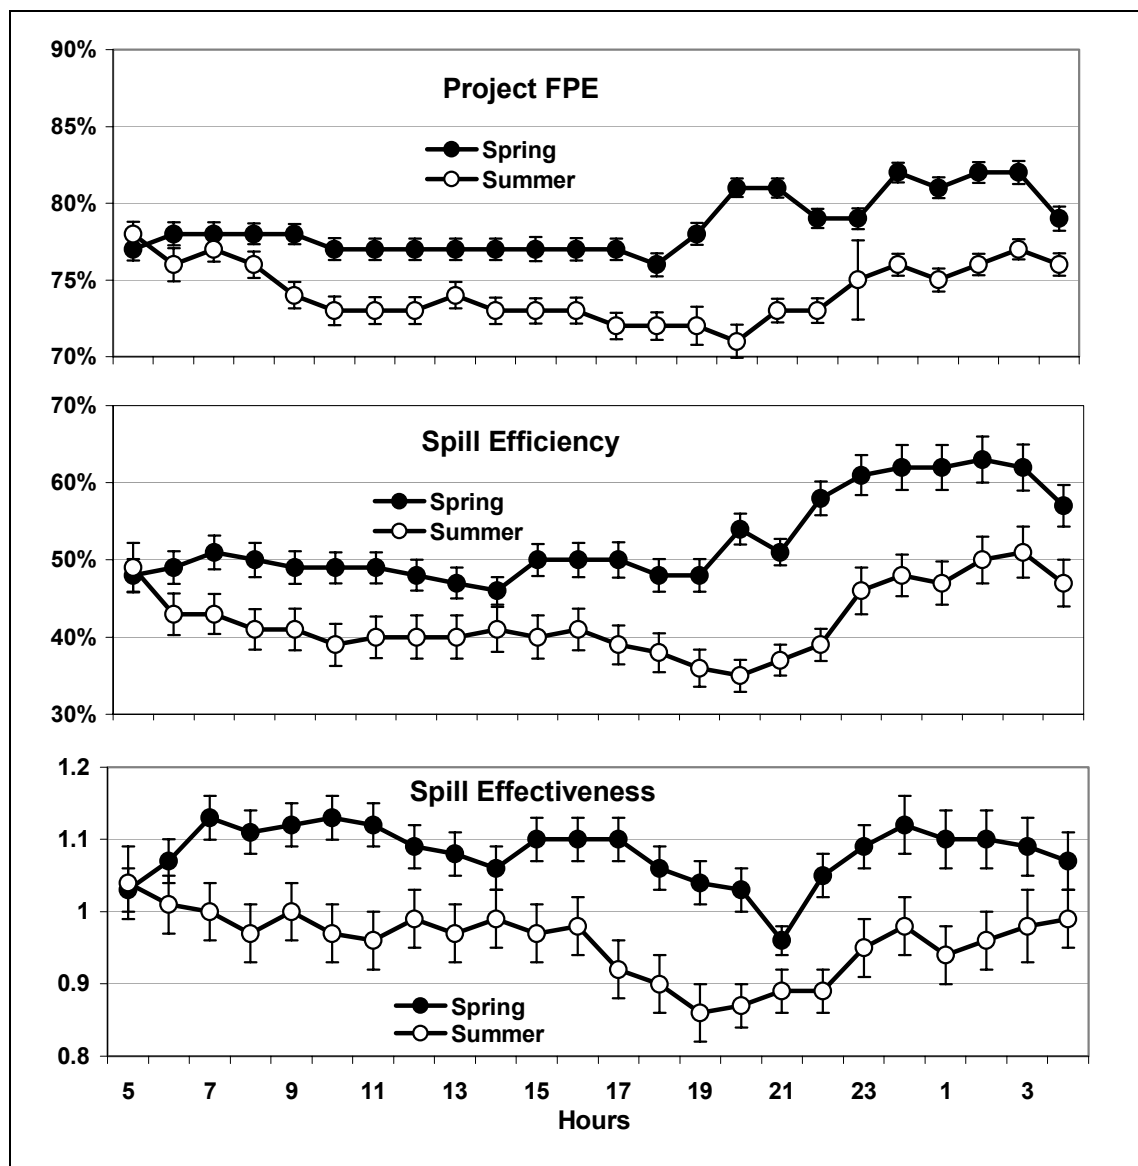 90%
Project FPE
85%
Spring
Summer
80%
75%
70%
70%
Spill Efficiency
60%
Spring
Summer
50%
40%
30%
1.2
Spill Effectiveness
1.1
1
0.9
Spring
Summer
0.8
5 7 9 11 13 15 17 19 21 23 1 3
Hours